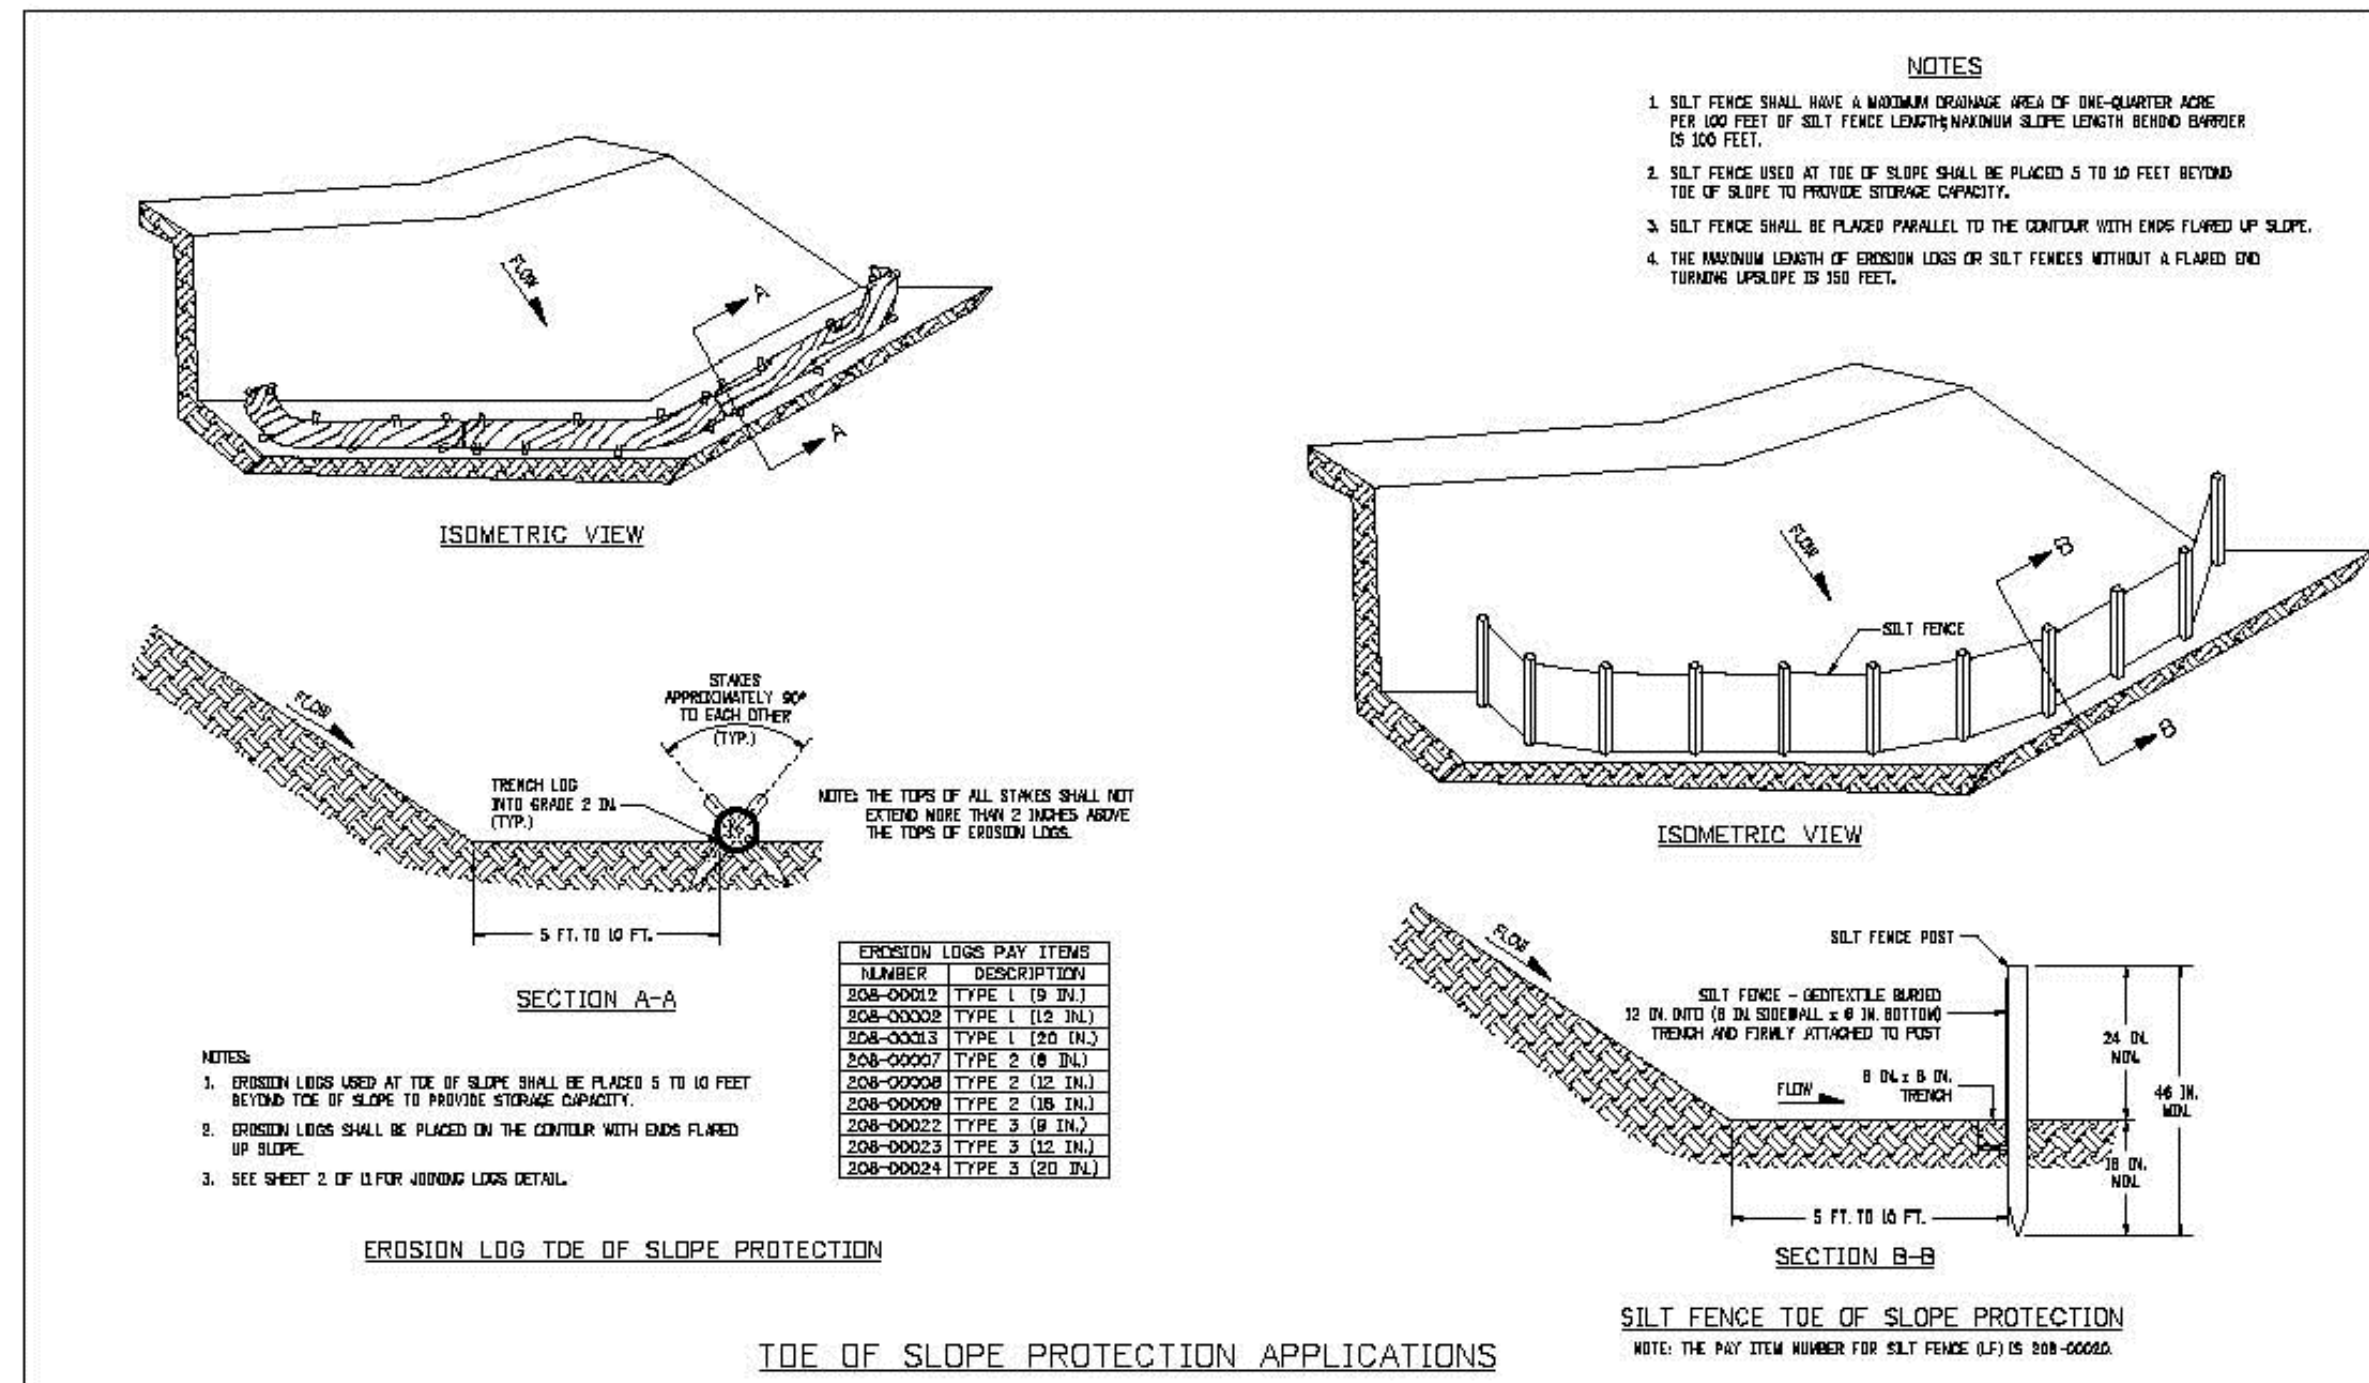 NOTES
1. SILT FENCE SHALL HAVE A MAXIMUM DRAINAGE AREA OF ONE-QUARTER ACRE
PER 100 FEET OF SILT FENCE LENGTH; MAXIMUM SLOPE LENGTH BEHIND BARRIER
IS 100 FEET.
2. SILT FENCE USED AT TOE OF SLOPE SHALL BE PLACED 5 TO 10 FEET BEYOND
TOE OF SLOPE TO PROVIDE STORAGE CAPACITY.
3. SILT FENCE SHALL BE PLACED PARALLEL TO THE CONTOUR WITH ENDS FLARED UP SLOPE.
4. THE MAXIMUM LENGTH OF EROSION LOGS OR SILT FENCES WITHOUT A FLARED END
TURNING UPSLOPE IS 150 FEET.
FLOW
A
A
ISOMETRIC VIEW
FLOW
B
SILT FENCE
B
ISOMETRIC VIEW
FLOW
STAKES
APPROXIMATELY 90°
TO EACH OTHER
(TYP.)
TRENCH LOG
INTO GRADE 2 IN.
(TYP.)
NOTE: THE TOPS OF ALL STAKES SHALL NOT
EXTEND MORE THAN 2 INCHES ABOVE
THE TOPS OF EROSION LOGS.
5 FT. TO 10 FT.
SECTION A-A
EROSION LOGS PAY ITEMS
NUMBER DESCRIPTION
208-00012 TYPE 1 (9 IN.)
208-00002 TYPE 1 (12 IN.)
208-00013 TYPE 1 (20 IN.)
208-00007 TYPE 2 (8 IN.)
208-00008 TYPE 2 (12 IN.)
208-00009 TYPE 2 (18 IN.)
208-00022 TYPE 3 (9 IN.)
208-00023 TYPE 3 (12 IN.)
208-00024 TYPE 3 (20 IN.)
NOTES:
1. EROSION LOGS USED AT TOE OF SLOPE SHALL BE PLACED 5 TO 10 FEET
BEYOND TOE OF SLOPE TO PROVIDE STORAGE CAPACITY.
2. EROSION LOGS SHALL BE PLACED ON THE CONTOUR WITH ENDS FLARED
UP SLOPE.
3. SEE SHEET 2 OF 11 FOR JOINING LOGS DETAIL.
EROSION LOG TOE OF SLOPE PROTECTION
FLOW
SILT FENCE POST
SILT FENCE - GEOTEXTILE BURIED
12 IN. INTO (6 IN. SIDEWALL x 6 IN. BOTTOM)
TRENCH AND FIRMLY ATTACHED TO POST
FLOW
6 IN. x 6 IN.
TRENCH
24 IN.
MIN.
46 IN.
MIN.
18 IN.
MIN.
5 FT. TO 10 FT.
SECTION B-B
SILT FENCE TOE OF SLOPE PROTECTION
NOTE: THE PAY ITEM NUMBER FOR SILT FENCE (LF) IS 208-00020.
TOE OF SLOPE PROTECTION APPLICATIONS